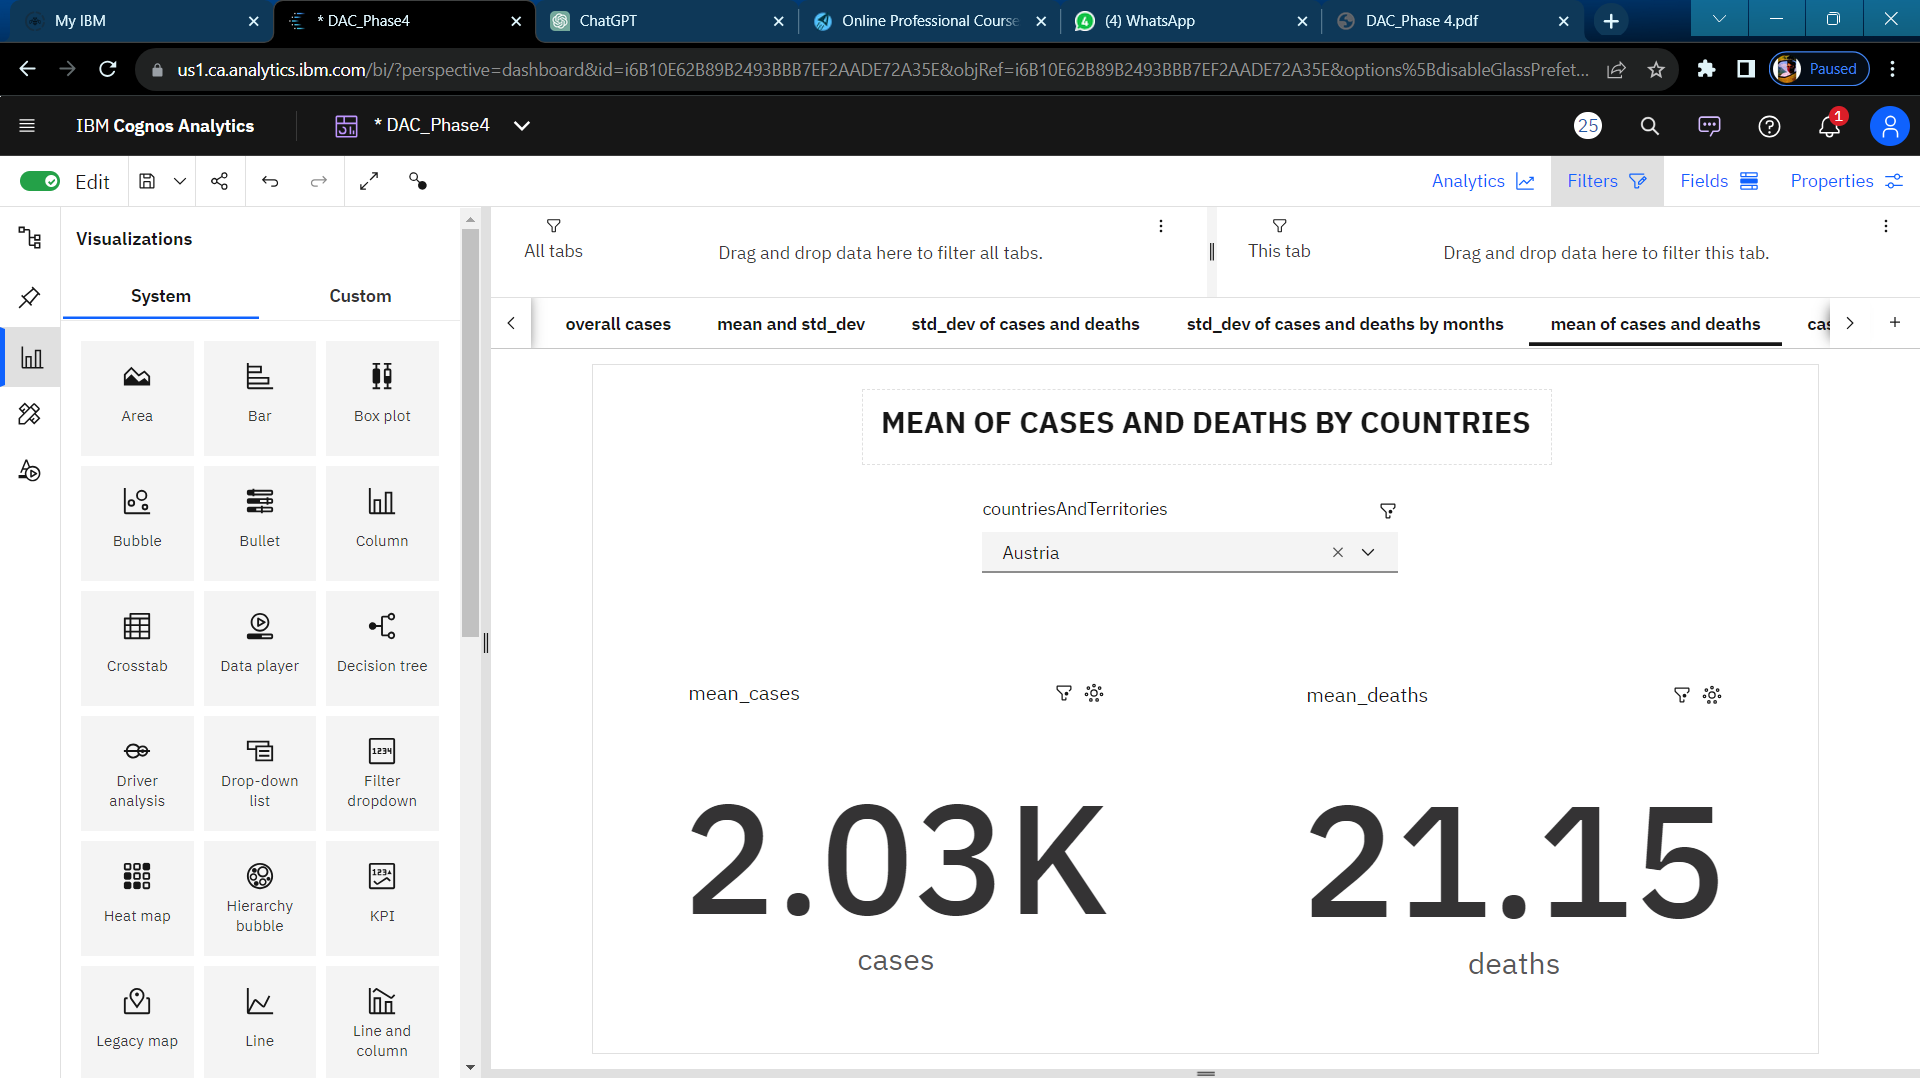 My IBM
* DAC_Phase4
ChatGPT
Online Professional Course
(4) WhatsApp
DAC_Phase 4.pdf
us1.ca.analytics.ibm.com/bi/?perspective=dashboard&id=i6B10E62B89B2493BBB7EF2AADE72A35E&objRef=i6B10E62B89B2493BBB7EF2AADE72A35E&options%5BdisableGlassPrefet...
Paused
IBM Cognos Analytics
* DAC_Phase4
25
1
Edit
Analytics
Filters
Fields
Properties
Visualizations
System
Custom
All tabs
Drag and drop data here to filter all tabs.
This tab
Drag and drop data here to filter this tab.
overall cases
mean and std_dev
std_dev of cases and deaths
std_dev of cases and deaths by months
mean of cases and deaths
cas
Area
Bar
Box plot
Bubble
Bullet
Column
Crosstab
Data player
Decision tree
Driver analysis
Drop-down list
Filter dropdown
Heat map
Hierarchy bubble
KPI
Legacy map
Line
Line and column
MEAN OF CASES AND DEATHS BY COUNTRIES
countriesAndTerritories
Austria
mean_cases
mean_deaths
2.03K
cases
21.15
deaths